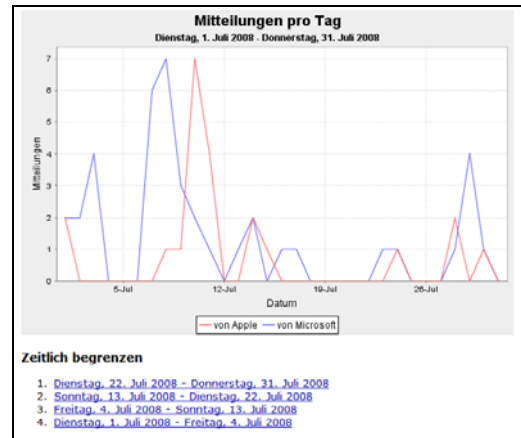 Mitteilungen pro Tag
Dienstag, 1. Juli 2008 - Donnerstag, 31. Juli 2008
7
6
5
4
3
2
1
0
Mitteilungen
5-Jul
12-Jul
19-Jul
26-Jul
Datum
von Apple von Microsoft
Zeitlich begrenzen
1. Dienstag, 22. Juli 2008 - Donnerstag, 31. Juli 2008
2. Sonntag, 13. Juli 2008 - Dienstag, 22. Juli 2008
3. Freitag, 4. Juli 2008 - Sonntag, 13. Juli 2008
4. Dienstag, 1. Juli 2008 - Freitag, 4. Juli 2008